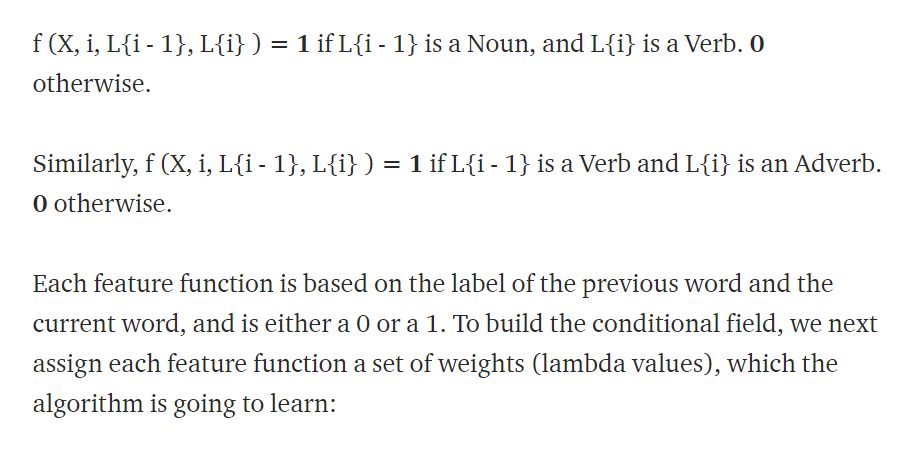 f (X, i, L{i - 1}, L{i} ) = 1 if L{i - 1} is a Noun, and L{i} is a Verb. 0
otherwise.
Similarly, f (X, i, L{i - 1}, L{i} ) = 1 if L{i - 1} is a Verb and L{i} is an Adverb.
0 otherwise.
Each feature function is based on the label of the previous word and the
current word, and is either a 0 or a 1. To build the conditional field, we next
assign each feature function a set of weights (lambda values), which the
algorithm is going to learn: